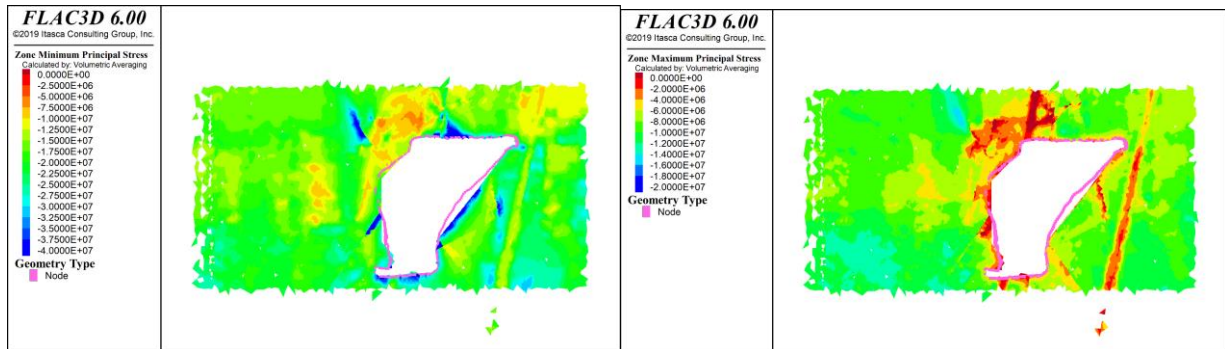 FLAC3D 6.00
©2019 Itasca Consulting Group, Inc.
Zone Minimum Principal Stress
Calculated by: Volumetric Averaging
0.0000E+00
-2.5000E+06
-5.0000E+06
-7.5000E+06
-1.0000E+07
-1.2500E+07
-1.5000E+07
-1.7500E+07
-2.0000E+07
-2.2500E+07
-2.5000E+07
-2.7500E+07
-3.0000E+07
-3.2500E+07
-3.5000E+07
-3.7500E+07
-4.0000E+07
Geometry Type
Node
FLAC3D 6.00
©2019 Itasca Consulting Group, Inc.
Zone Maximum Principal Stress
Calculated by: Volumetric Averaging
0.0000E+00
-2.0000E+06
-4.0000E+06
-6.0000E+06
-8.0000E+06
-1.0000E+07
-1.2000E+07
-1.4000E+07
-1.6000E+07
-1.8000E+07
-2.0000E+07
Geometry Type
Node